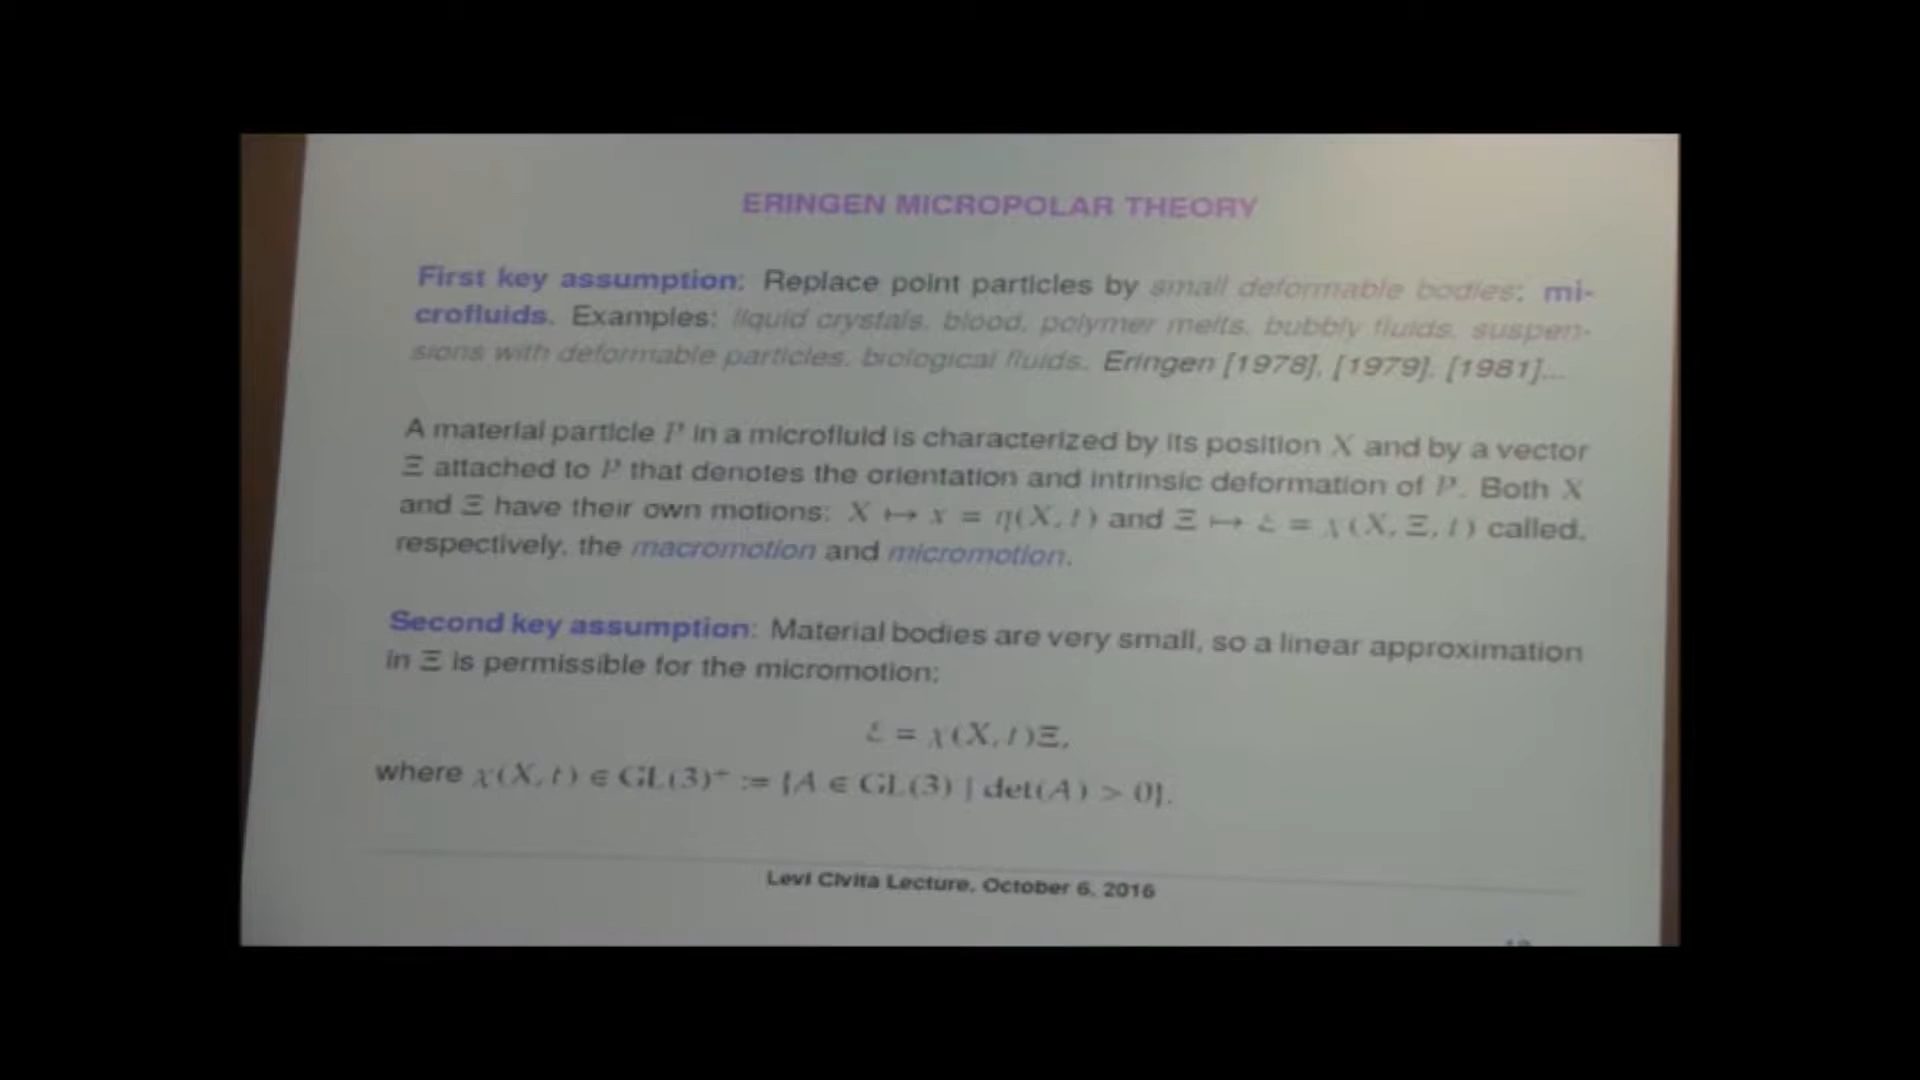 ERINGEN MICROPOLAR THEORY
First key assumption: Replace point particles by small deformable bodies: mi-
crofluids. Examples: liquid crystals, blood, polymer melts, bubbly fluids, suspen-
sions with deformable particles, biological fluids. Eringen [1978], [1979], [1981]...
A material particle P in a microfluid is characterized by its position X and by a vector
Ξ attached to P that denotes the orientation and intrinsic deformation of P. Both X
and Ξ have their own motions: X ↦ x = η(X, t) and Ξ ↦ ξ = χ(X, Ξ, t) called,
respectively, the macromotion and micromotion.
Second key assumption: Material bodies are very small, so a linear approximation
in Ξ is permissible for the micromotion:
ξ = χ(X, t)Ξ,
where χ(X, t) ∈ GL(3)⁺ := {A ∈ GL(3) | det(A) > 0}.
Levi Civita Lecture, October 6, 2016